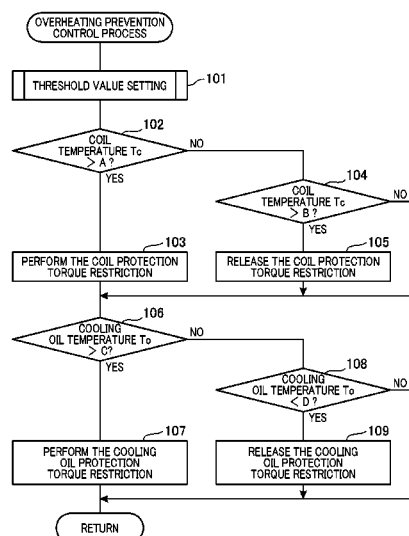 OVERHEATING PREVENTION
CONTROL PROCESS
THRESHOLD VALUE SETTING
101
102
COIL
TEMPERATURE Tc
> A ?
NO
YES
104
COIL
TEMPERATURE Tc
> B ?
NO
YES
103
PERFORM THE COIL PROTECTION
TORQUE RESTRICTION
105
RELEASE THE COIL PROTECTION
TORQUE RESTRICTION
106
COOLING
OIL TEMPERATURE To
> C?
NO
YES
108
COOLING
OIL TEMPERATURE To
< D ?
NO
YES
107
PERFORM THE COOLING
OIL PROTECTION
TORQUE RESTRICTION
109
RELEASE THE COOLING
OIL PROTECTION
TORQUE RESTRICTION
RETURN